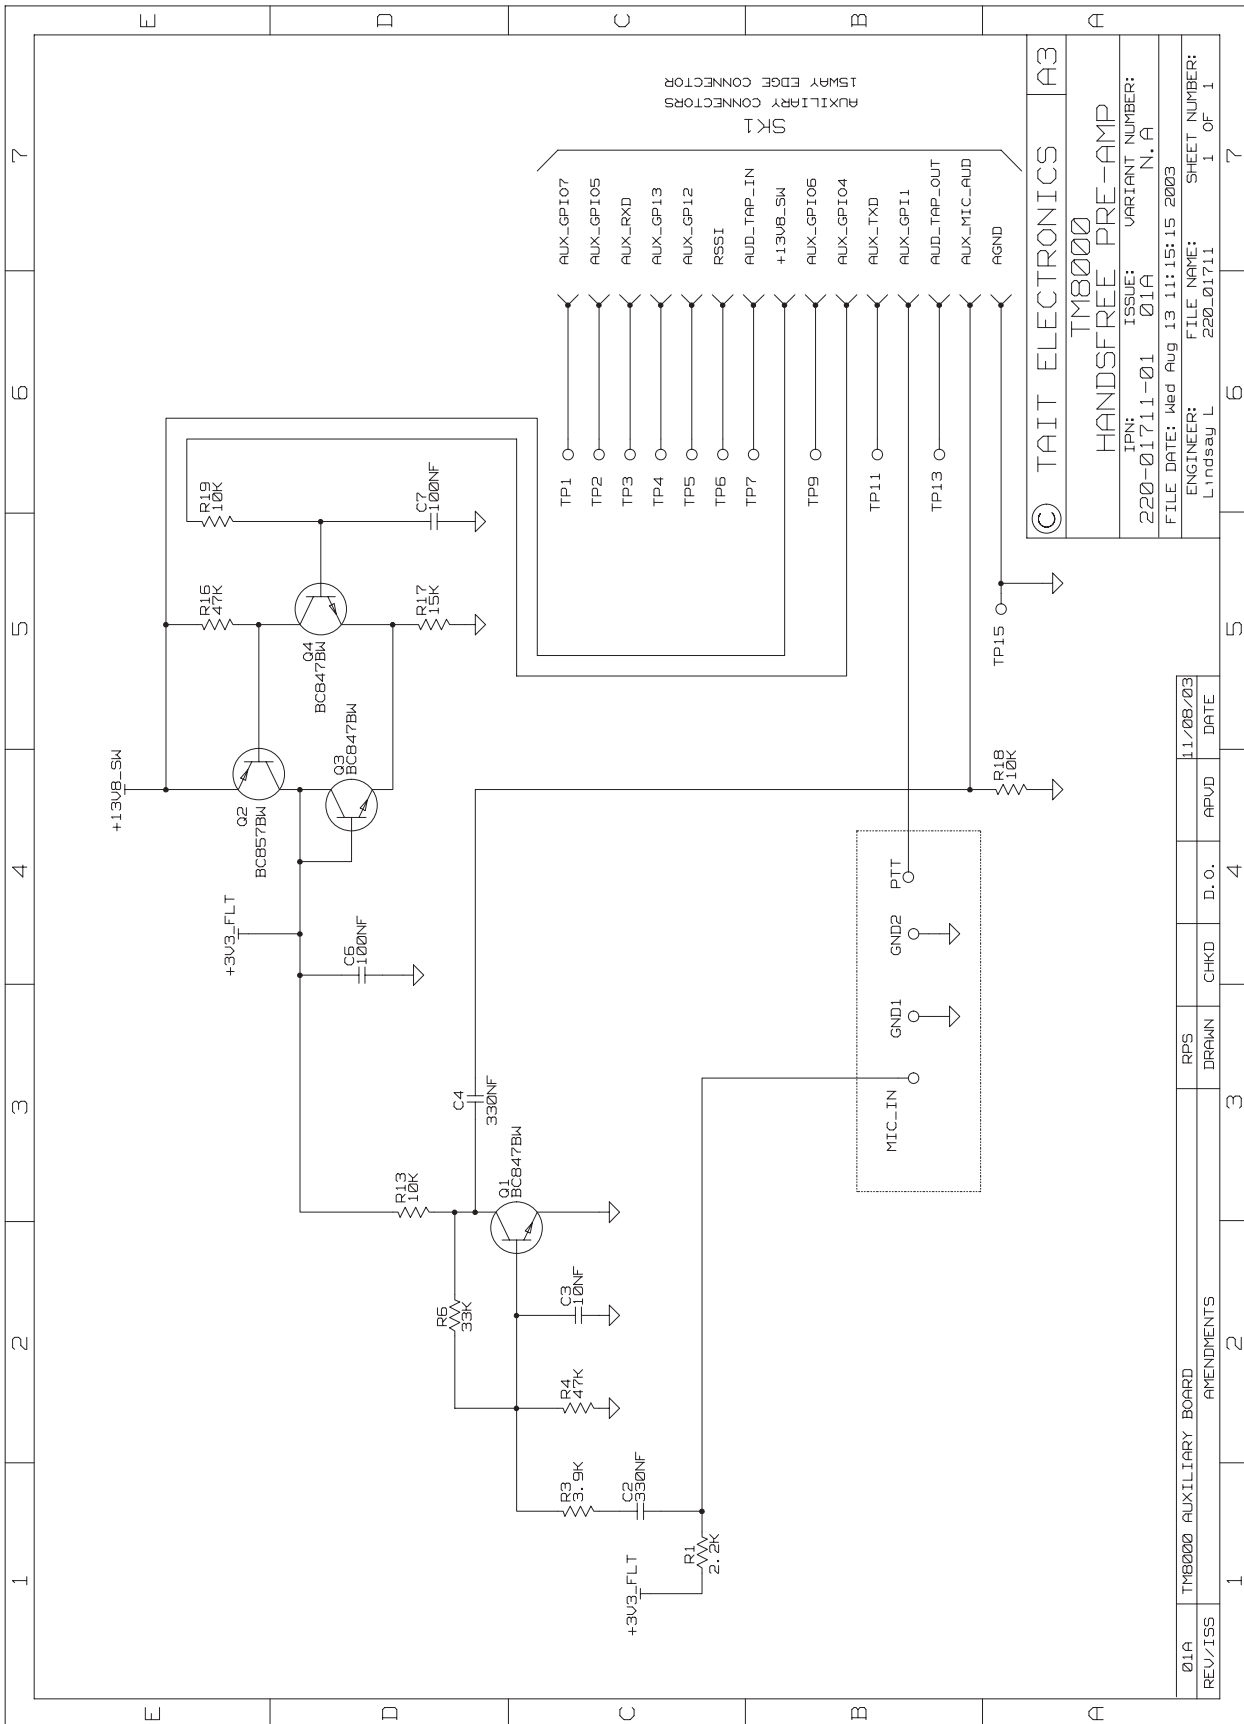 1
2
3
4
5
6
7
E
D
C
B
A
+13V8_SW
R16
47K
R19
10K
Q2
BC857BW
Q4
BC847BW
+3V3_FLT
Q3
BC847BW
C7
100NF
R17
15K
C6
100NF
R13
10K
C4
330NF
R6
33K
Q1
BC847BW
C3
10NF
R4
47K
R3
3.9K
C2
330NF
+3V3_FLT
R1
2.2K
MIC_IN
GND1
GND2
PTT
R18
10K
TP1
TP2
TP3
TP4
TP5
TP6
TP7
TP9
TP11
TP13
TP15
AUX_GPIO7
AUX_GPIO5
AUX_RXD
AUX_GPI3
AUX_GPI2
RSSI
AUD_TAP_IN
+13V8_SW
AUX_GPIO6
AUX_GPIO4
AUX_TXD
AUX_GPI1
AUD_TAP_OUT
AUX_MIC_AUD
AGND
SK1
AUXILIARY CONNECTORS
15WAY EDGE CONNECTOR
© TAIT ELECTRONICS A3
TM8000
HANDSFREE PRE-AMP
IPN: ISSUE: VARIANT NUMBER:
220-01711-01 01A N.A
FILE DATE: Wed Aug 13 11:15:15 2003
ENGINEER: FILE NAME: SHEET NUMBER:
Lindsay L 220_01711 1 OF 1
01A TM8000 AUXILIARY BOARD RPS 11/08/03
REV/ISS AMENDMENTS DRAWN CHKD D.O. APVD DATE
1
2
3
4
5
6
7
E
D
C
B
A